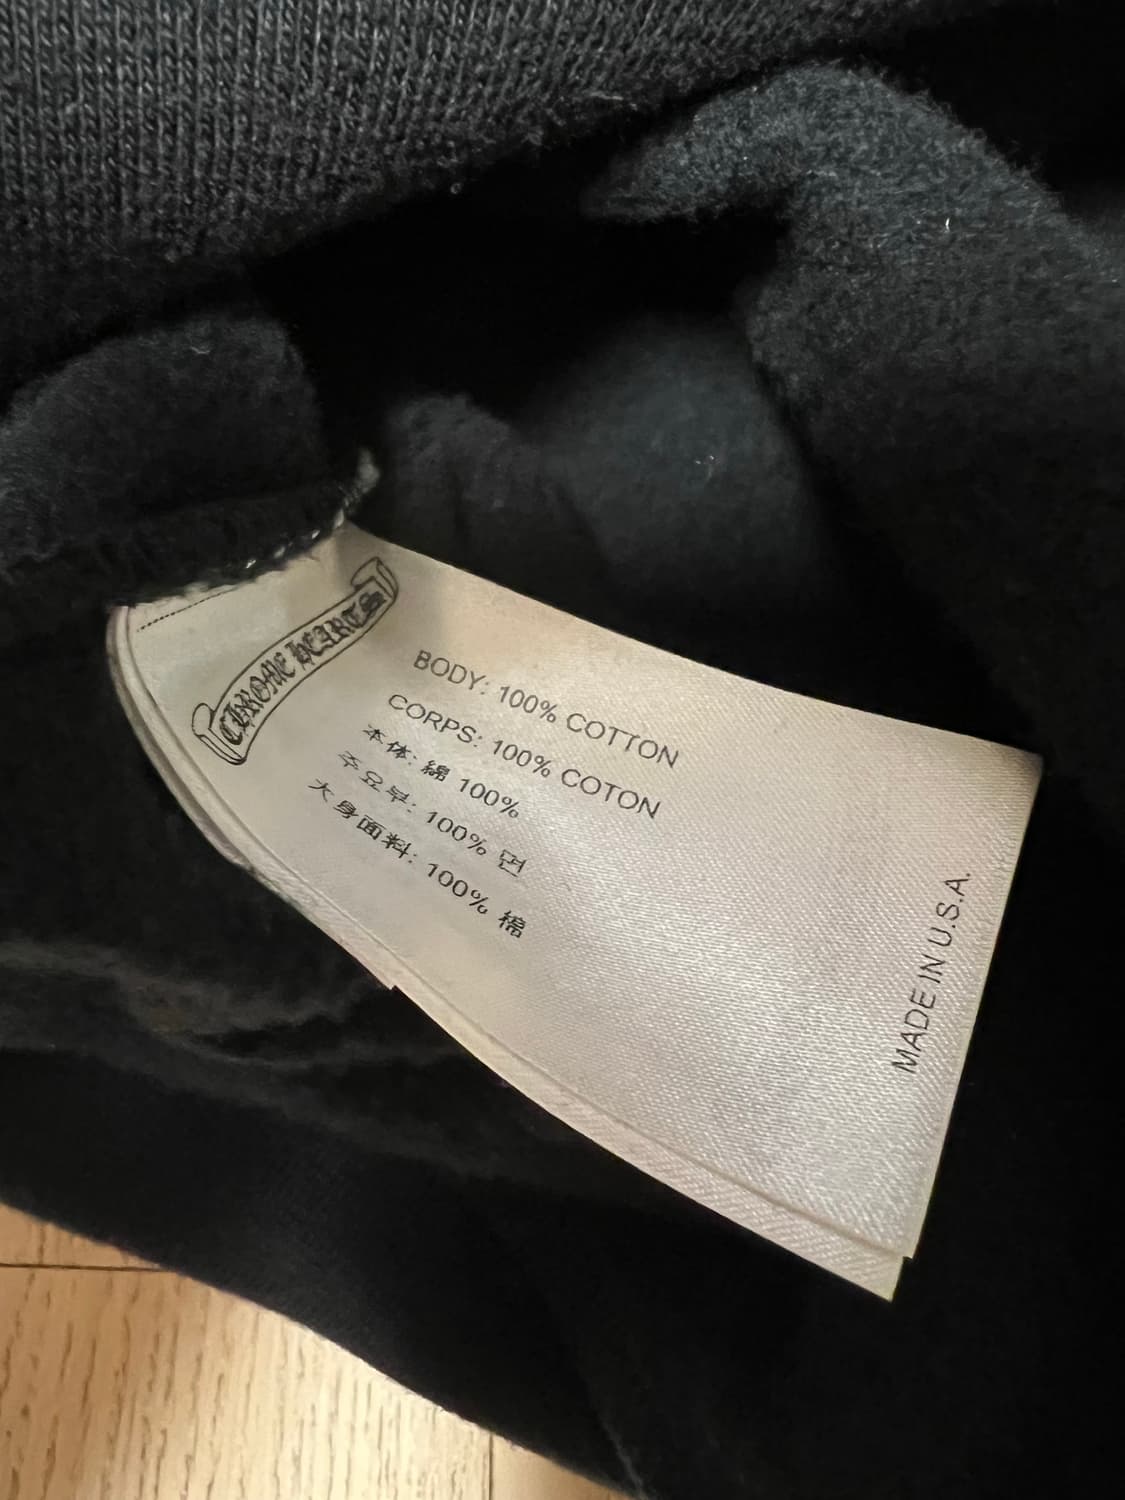 CHROME HEARTS
BODY: 100% COTTON
CORPS: 100% COTON
本体: 綿 100%
주요부: 100% 면
大身面料: 100% 棉
MADE IN U.S.A.